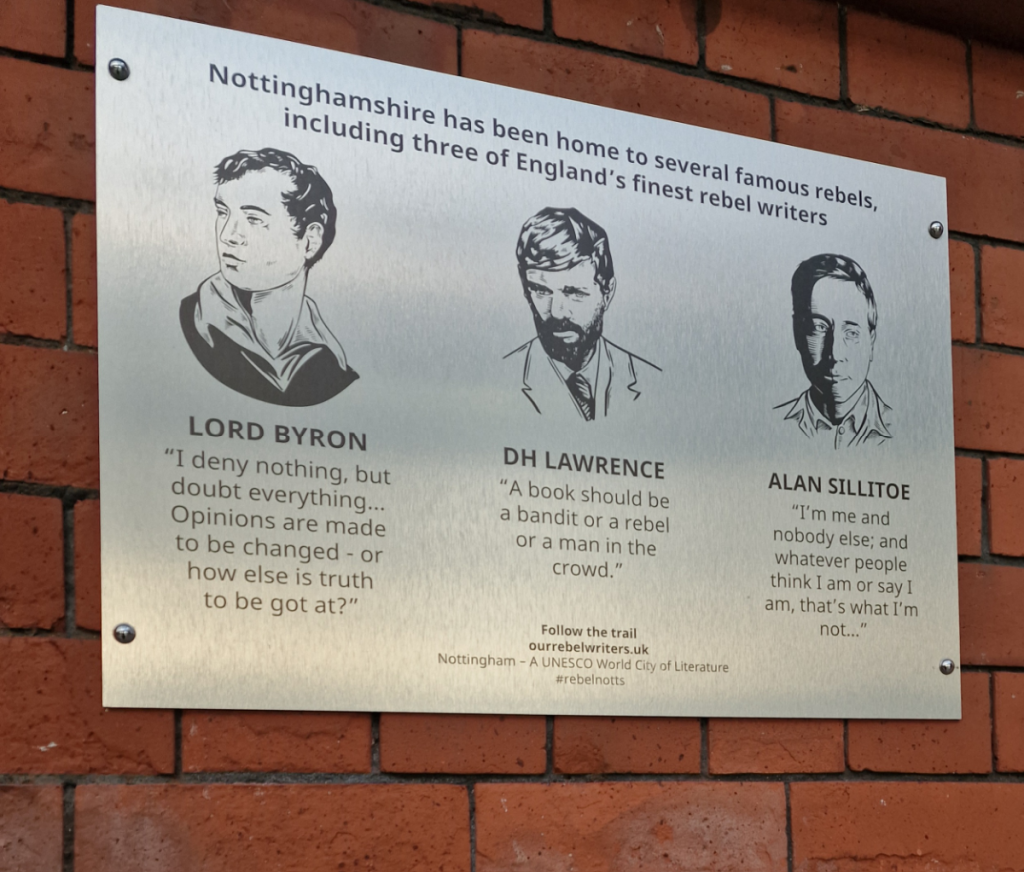 Nottinghamshire has been home to several famous rebels,
including three of England's finest rebel writers
LORD BYRON
“I deny nothing, but
doubt everything...
Opinions are made
to be changed - or
how else is truth
to be got at?”
DH LAWRENCE
“A book should be
a bandit or a rebel
or a man in the
crowd.”
ALAN SILLITOE
“I'm me and
nobody else; and
whatever people
think I am or say I
am, that's what I'm
not...”
Follow the trail
ourrebelwriters.uk
Nottingham – A UNESCO World City of Literature
#rebelnotts